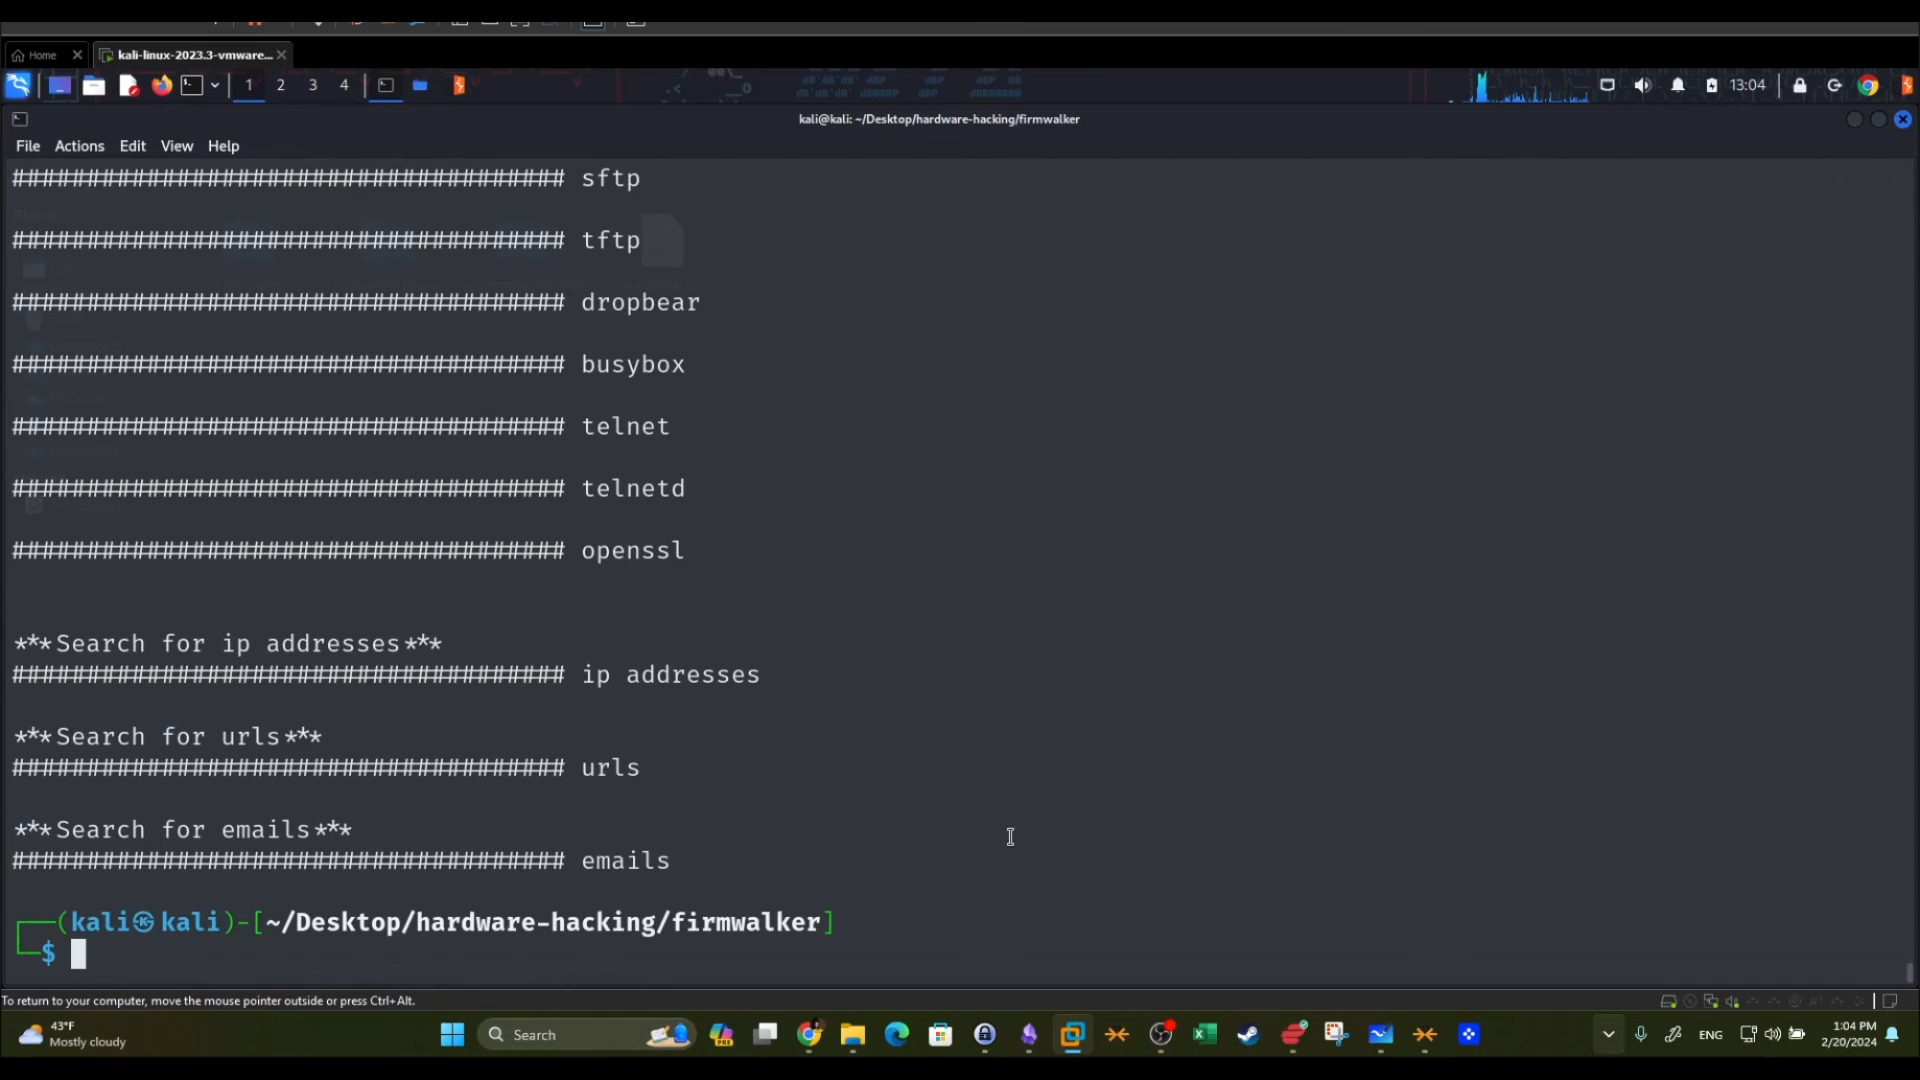 Home
kali-linux-2023.3-vmware...
1 2 3 4
13:04
kali@kali: ~/Desktop/hardware-hacking/firmwalker
File Actions Edit View Help
##################################### sftp
##################################### tftp
##################################### dropbear
##################################### busybox
##################################### telnet
##################################### telnetd
##################################### openssl
***Search for ip addresses***
##################################### ip addresses
***Search for urls***
##################################### urls
***Search for emails***
##################################### emails
(kali㉿kali)-[~/Desktop/hardware-hacking/firmwalker]
$
To return to your computer, move the mouse pointer outside or press Ctrl+Alt.
43°F
Mostly cloudy
Search
ENG
1:04 PM
2/20/2024